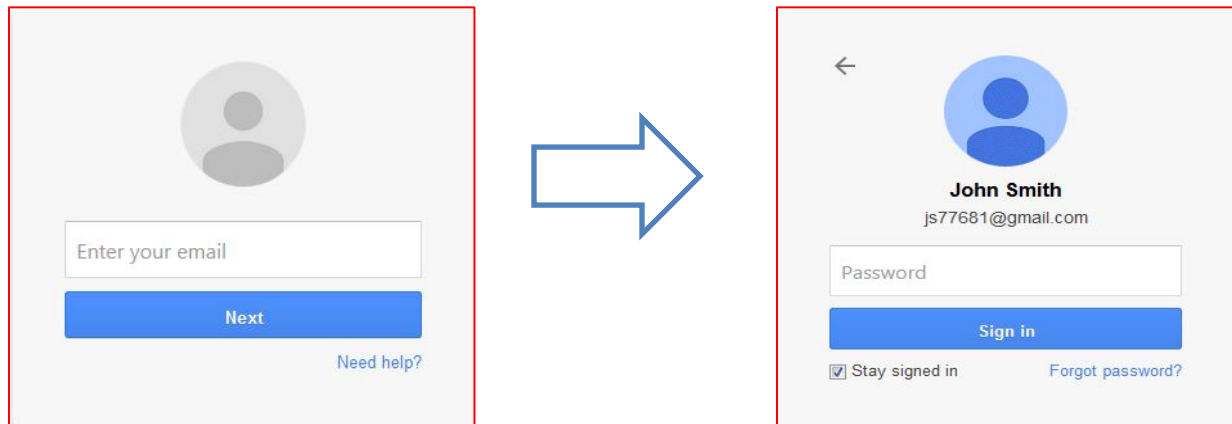 Enter your email
Next
Need help?
John Smith
js77681@gmail.com
Password
Sign in
Stay signed in
Forgot password?